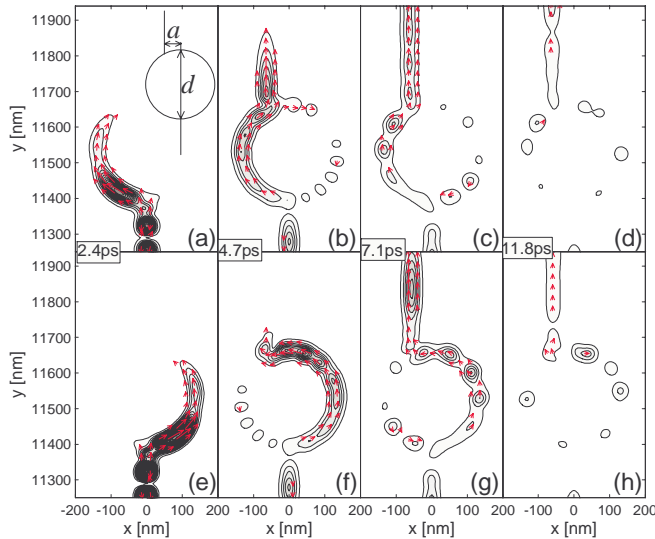 11900
11800
11700
11600
11500
11400
11300
y [nm]
a
d
(a)
(b)
(c)
(d)
2.4ps
4.7ps
7.1ps
11.8ps
11900
11800
11700
11600
11500
11400
11300
y [nm]
(e)
(f)
(g)
(h)
-200 -100 0 100 -200 -100 0 100 -200 -100 0 100 -200 -100 0 100 200
x [nm] x [nm] x [nm] x [nm]